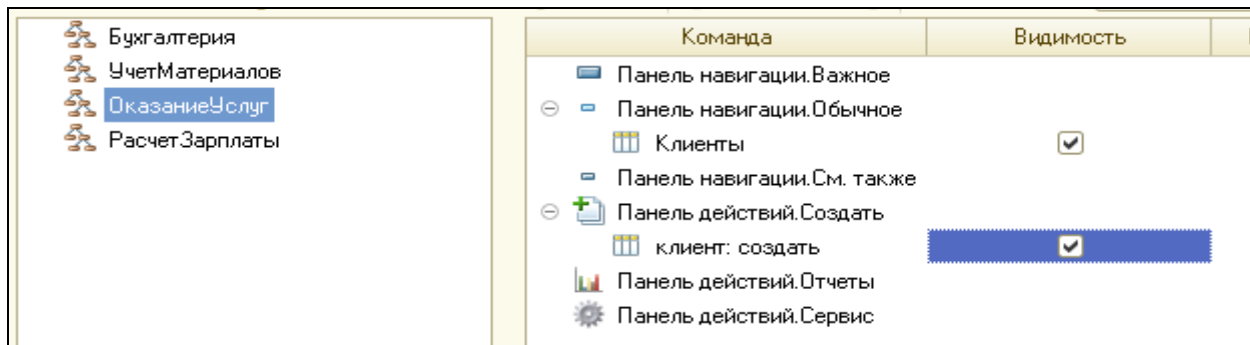 Бухгалтерия
УчетМатериалов
ОказаниеУслуг
РасчетЗарплаты
Команда Видимость
Панель навигации.Важное
Панель навигации.Обычное
Клиенты
Панель навигации.См. также
Панель действий.Создать
клиент: создать
Панель действий.Отчеты
Панель действий.Сервис